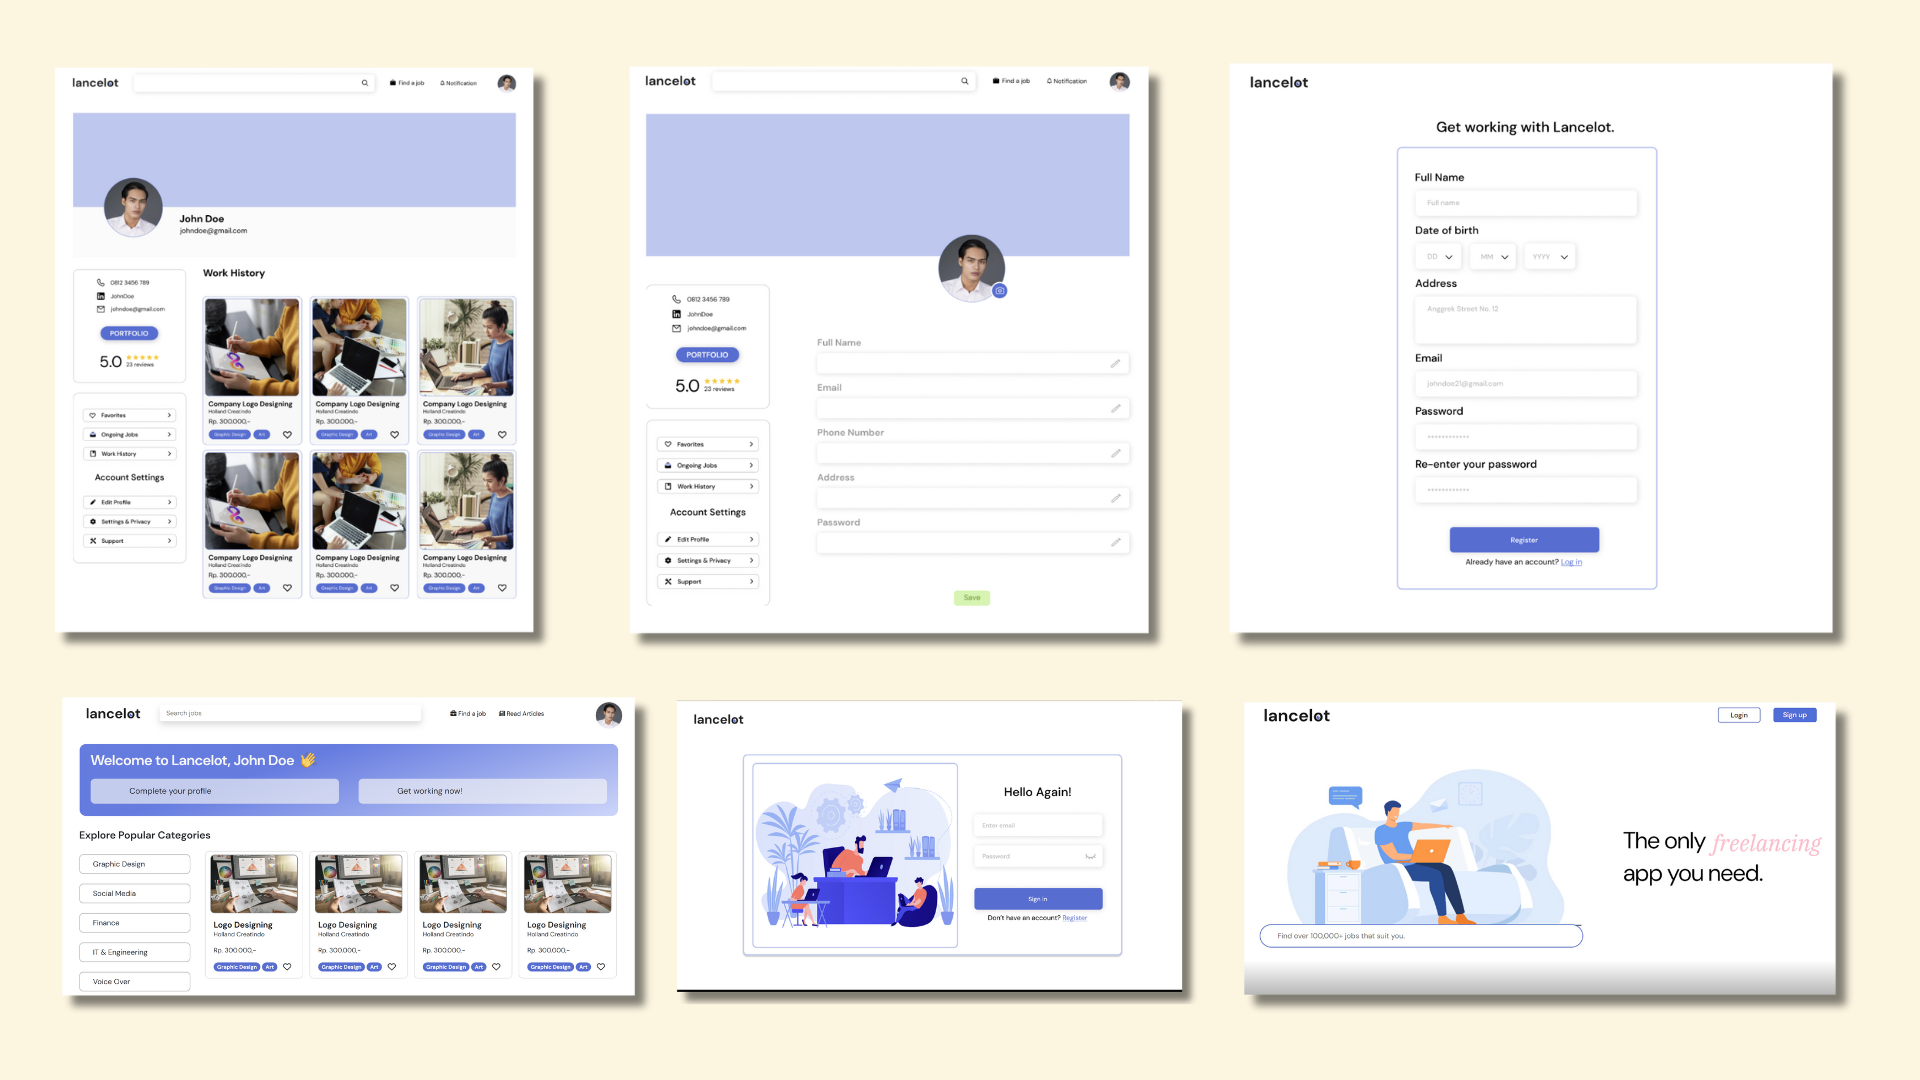 lancelot
Find a job
Notification
John Doe
johndoe@gmail.com
0812 3456 789
JohnDoe
johndoe@gmail.com
PORTFOLIO
5.0
23 reviews
Favorites
Ongoing Jobs
Work History
Account Settings
Edit Profile
Settings & Privacy
Support
Work History
Company Logo Designing
Holland Creatindo
Rp. 300.000,-
Graphic Design
Art
Company Logo Designing
Holland Creatindo
Rp. 300.000,-
Graphic Design
Art
Company Logo Designing
Holland Creatindo
Rp. 300.000,-
Graphic Design
Art
Company Logo Designing
Holland Creatindo
Rp. 300.000,-
Graphic Design
Art
Company Logo Designing
Holland Creatindo
Rp. 300.000,-
Graphic Design
Art
Company Logo Designing
Holland Creatindo
Rp. 300.000,-
Graphic Design
Art
lancelot
Find a job
Notification
0812 3456 789
JohnDoe
johndoe@gmail.com
PORTFOLIO
5.0
23 reviews
Favorites
Ongoing Jobs
Work History
Account Settings
Edit Profile
Settings & Privacy
Support
Full Name
Email
Phone Number
Address
Password
Save
lancelot
Get working with Lancelot.
Full Name
Full name
Date of birth
DD
MM
YYYY
Address
Anggrek Street No. 12
Email
johndoe21@gmail.com
Password
Re-enter your password
Register
Already have an account? Log in
lancelot
Search jobs
Find a job
Read Articles
Welcome to Lancelot, John Doe 👋
Complete your profile
Get working now!
Explore Popular Categories
Graphic Design
Social Media
Finance
IT & Engineering
Voice Over
Logo Designing
Holland Creatindo
Rp. 300.000,-
Graphic Design
Art
Logo Designing
Holland Creatindo
Rp. 300.000,-
Graphic Design
Art
Logo Designing
Holland Creatindo
Rp. 300.000,-
Graphic Design
Art
Logo Designing
Holland Creatindo
Rp. 300.000,-
Graphic Design
Art
lancelot
Hello Again!
Enter email
Password
Sign in
Don't have an account? Register
lancelot
Login
Sign up
The only freelancing
app you need.
Find over 100,000+ jobs that suit you.